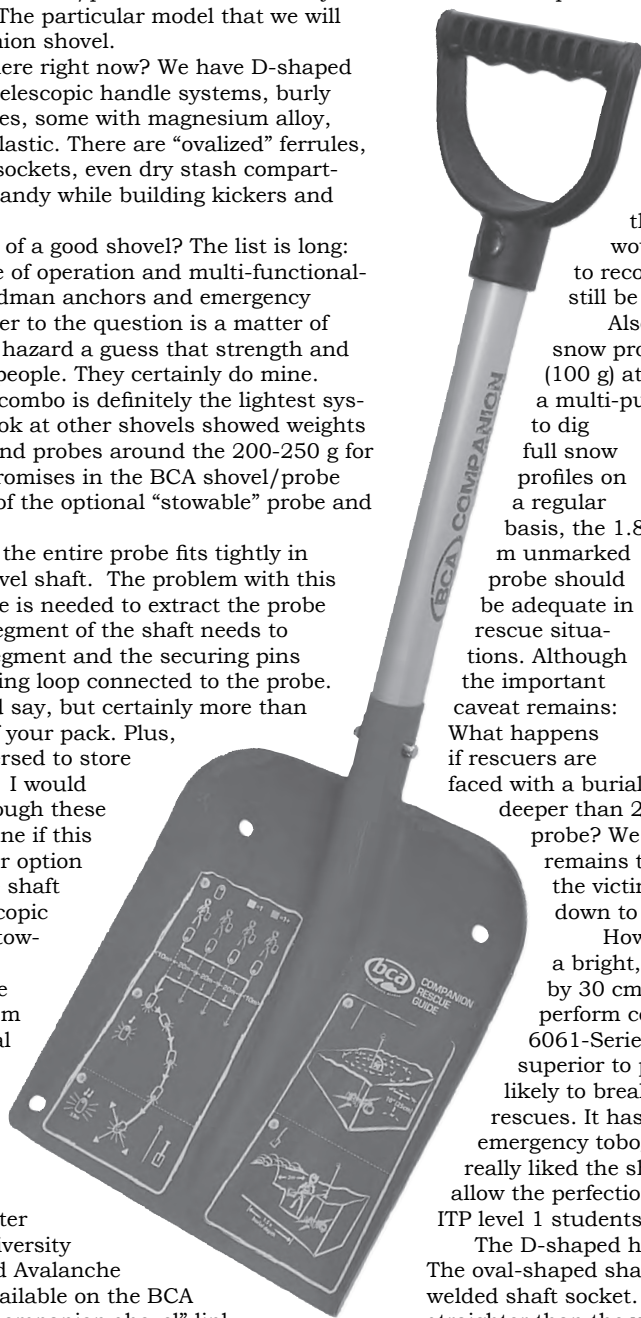 The particular model that we will
nion shovel.
here right now? We have D-shaped
elescopic handle systems, burly
es, some with magnesium alloy,
lastic. There are “ovalized” ferrules,
sockets, even dry stash compart-
andy while building kickers and
of a good shovel? The list is long:
e of operation and multi-functional-
dman anchors and emergency
er to the question is a matter of
hazard a guess that strength and
people. They certainly do mine.
combo is definitely the lightest sys-
ok at other shovels showed weights
nd probes around the 200-250 g for
romises in the BCA shovel/probe
of the optional “stowable” probe and
the entire probe fits tightly in
vel shaft. The problem with this
e is needed to extract the probe
egment of the shaft needs to
egment and the securing pins
ing loop connected to the probe.
l say, but certainly more than
f your pack. Plus,
rsed to store
I would
ough these
ne if this
r option
shaft
copic
tow-
e
m
al
ter
iversity
d Avalanche
ailable on the BCA
ompanion shovel” link
BCA COMPANION
bca COMPANION
RESCUE
GUIDE
th
wou
to reco
still be
Als
snow pro
(100 g) at
a multi-pu
to dig
full snow
profiles on
a regular
basis, the 1.8
m unmarked
probe should
be adequate in
rescue situa-
tions. Although
the important
caveat remains:
What happens
if rescuers are
faced with a burial
deeper than 2
probe? We
remains t
the victim
down to
How
a bright,
by 30 cm
perform co
6061-Serie
superior to p
likely to break
rescues. It has
emergency tobo
really liked the sh
allow the perfectio
ITP level 1 students
The D-shaped h
The oval-shaped sha
welded shaft socket.